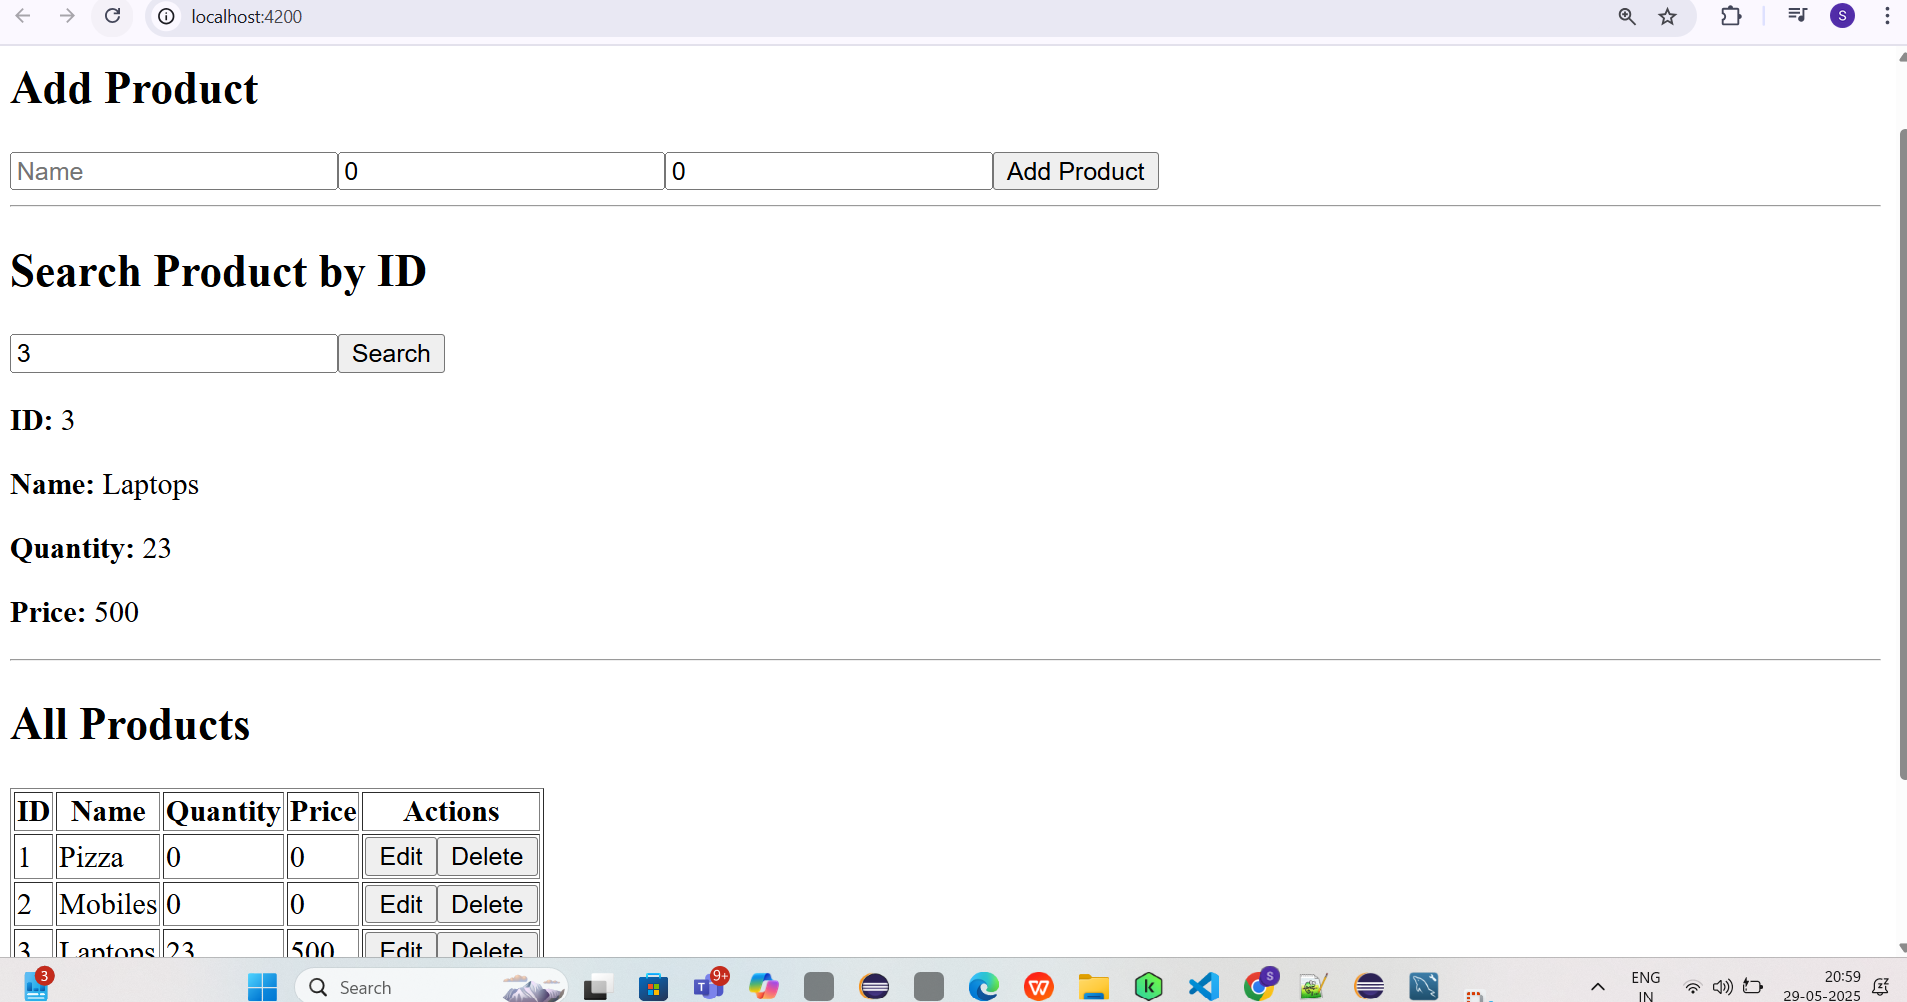 localhost:4200
S
Add Product
Name 0 0 Add Product
Search Product by ID
3 Search
ID: 3
Name: Laptops
Quantity: 23
Price: 500
All Products
ID Name Quantity Price Actions
1 Pizza 0 0 Edit Delete
2 Mobiles 0 0 Edit Delete
3 Laptops 23 500 Edit Delete
3 Search 9+ S ENG 20:59
IN 29-05-2025